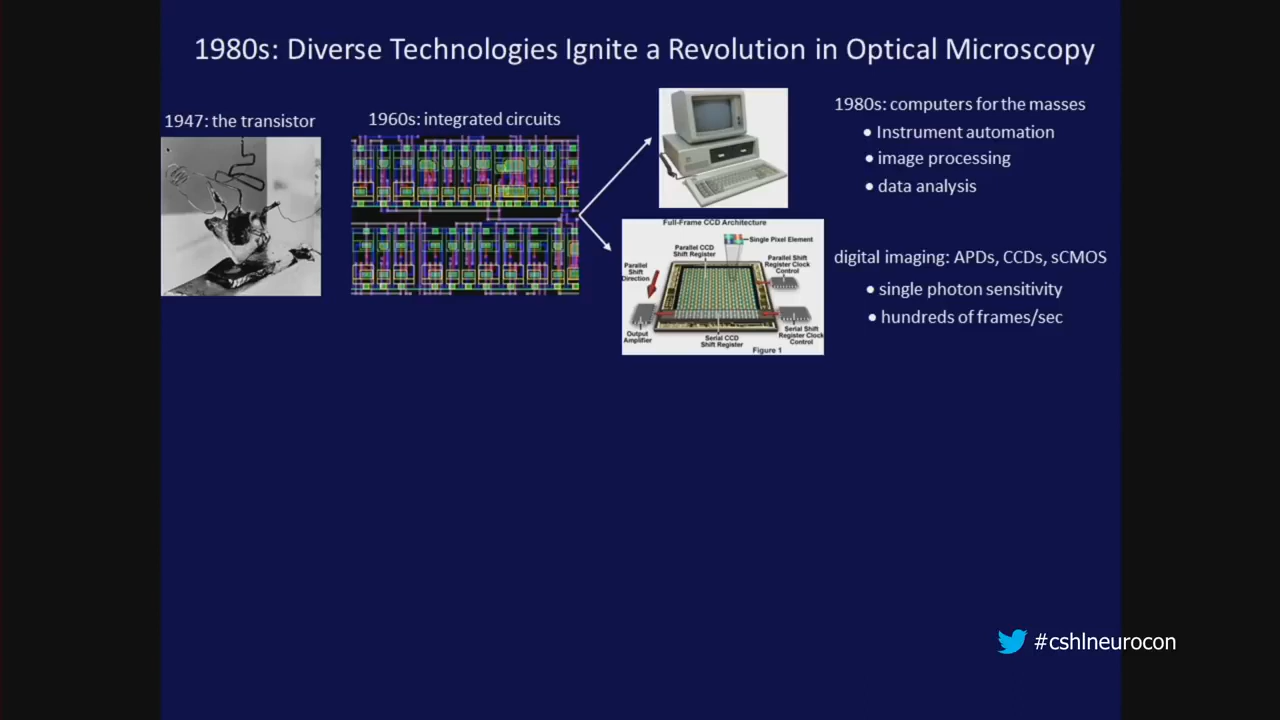 1980s: Diverse Technologies Ignite a Revolution in Optical Microscopy
1947: the transistor
1960s: integrated circuits
1980s: computers for the masses
• Instrument automation
• image processing
• data analysis
Full-Frame CCD Architecture
Single Pixel Element
Parallel CCD
Shift Register
Parallel Shift
Register Clock
Control
Parallel
Shift
Direction
Output
Amplifier
Serial CCD
Shift Register
Serial Shift
Register Clock
Control
Figure 1
digital imaging: APDs, CCDs, sCMOS
• single photon sensitivity
• hundreds of frames/sec
#cshlneurocon